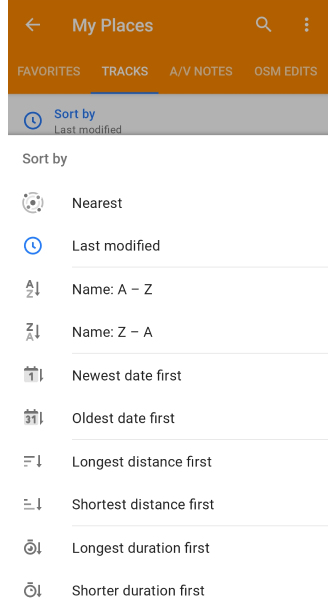 My Places
FAVORITES TRACKS A/V NOTES OSM EDITS
Sort by
Last modified
Sort by
Nearest
Last modified
Name: A – Z
Name: Z – A
Newest date first
Oldest date first
Longest distance first
Shortest distance first
Longest duration first
Shorter duration first